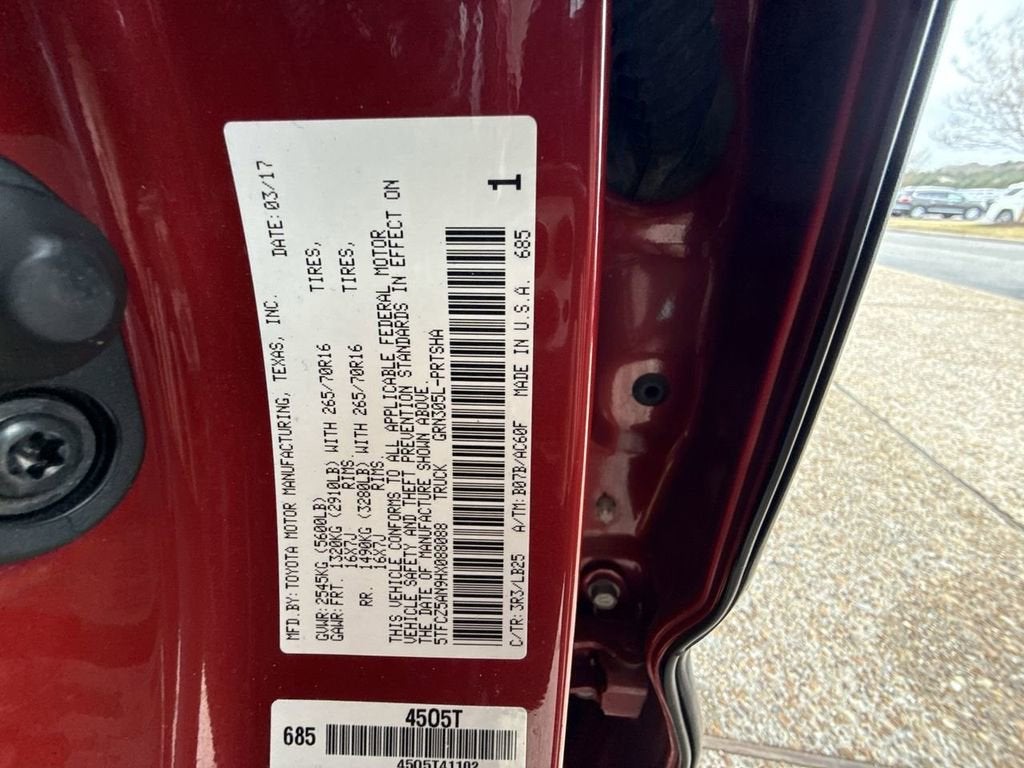 MFD.BY: TOYOTA MOTOR MANUFACTURING, TEXAS, INC. DATE: 03/17
GVWR: 2545KG (5600LB)
GAWR: FRT. 1320KG (2910LB) WITH 265/70R16 TIRES,
16X7J RIMS.
RR. 1490KG (3280LB) WITH 265/70R16 TIRES,
16X7J RIMS.
THIS VEHICLE CONFORMS TO ALL APPLICABLE FEDERAL MOTOR
VEHICLE SAFETY AND THEFT PREVENTION STANDARDS IN EFFECT ON
THE DATE OF MANUFACTURE SHOWN ABOVE.
5TFCZ5AN9HX088088 TRUCK GRN305L-PRTSHA
1
C/TR: 3R3/LB25 A/TM: B07B/AC60F MADE IN U.S.A. 685
685 4505T
4505T41102